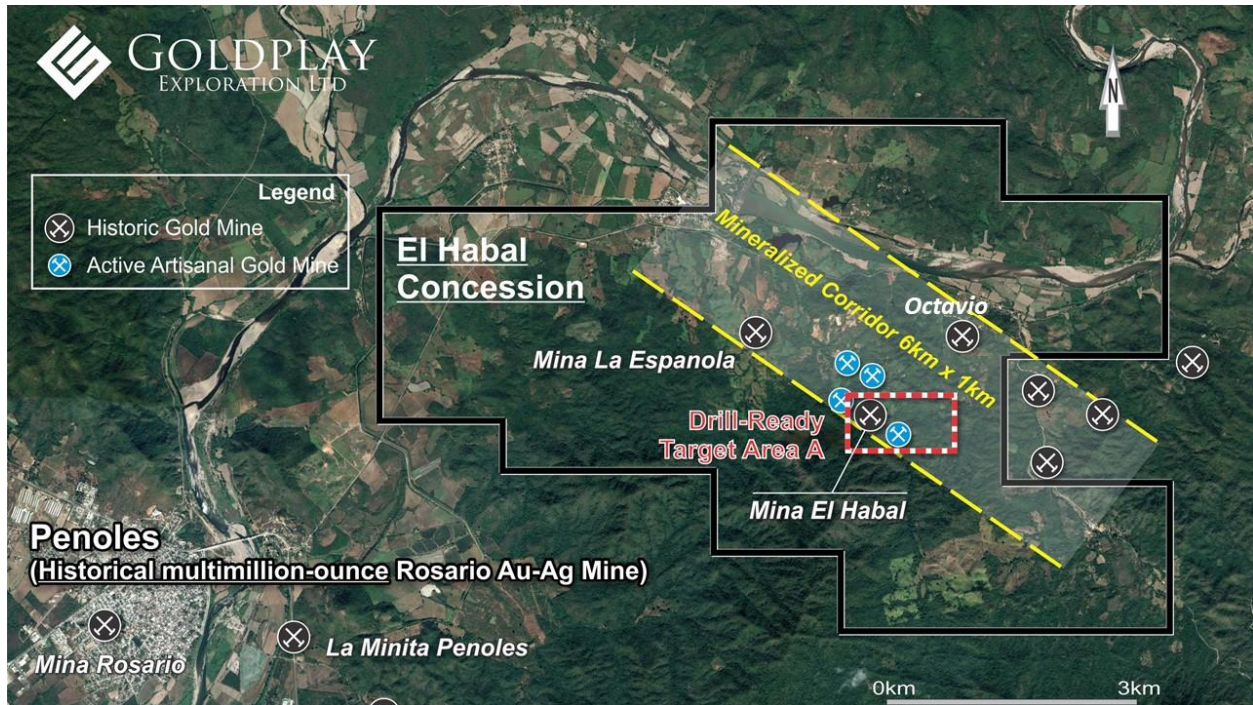 GOLDPLAY
EXPLORATION LTD
N
Legend
Historic Gold Mine
Active Artisanal Gold Mine
El Habal
Concession
Mineralized Corridor 6km x 1km
Octavio
Mina La Espanola
Drill-Ready
Target Area A
Mina El Habal
Penoles
(Historical multimillion-ounce Rosario Au-Ag Mine)
Mina Rosario
La Minita Penoles
0km
3km